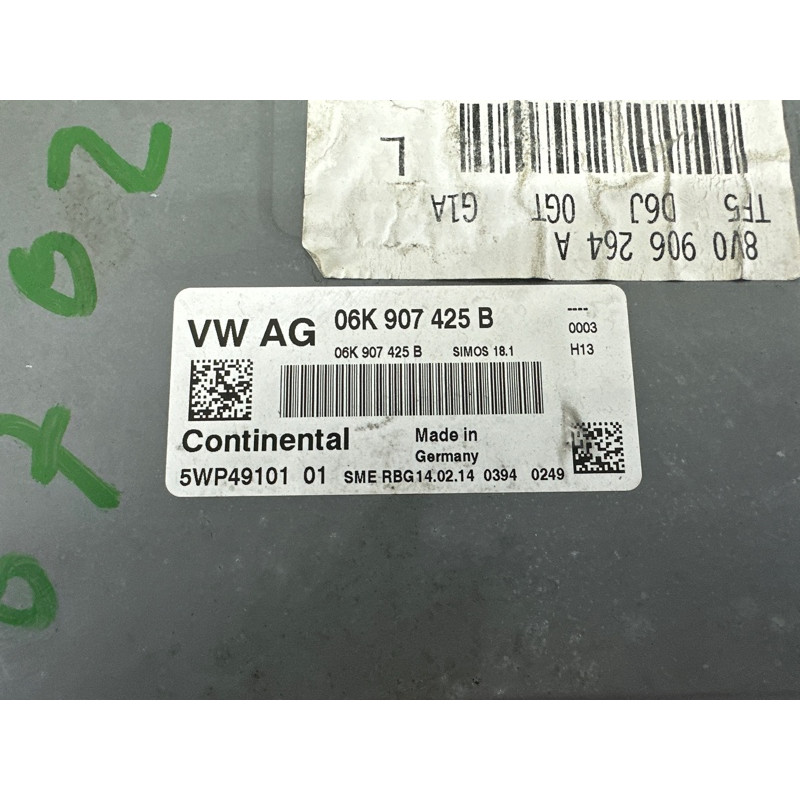 L
TF5 D6J 0GT G1A
8V0 906 264 A
VW AG 06K 907 425 B ----
0003
06K 907 425 B SIMOS 18.1 H13
Continental Made in
Germany
5WP49101 01 SME RBG14.02.14 0394 0249